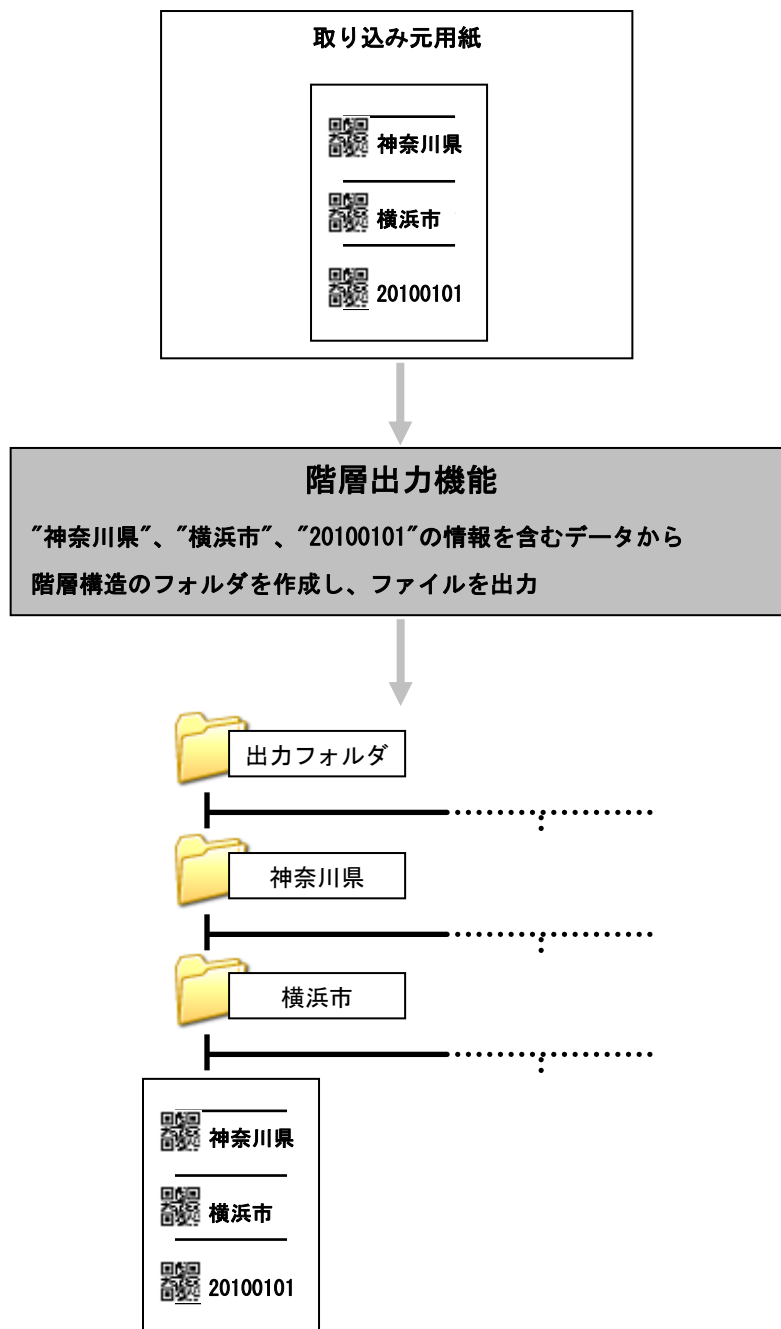 取り込み元用紙
神奈川県
横浜市
20100101
階層出力機能
"神奈川県"、"横浜市"、"20100101"の情報を含むデータから
階層構造のフォルダを作成し、ファイルを出力
出力フォルダ
神奈川県
横浜市
神奈川県
横浜市
20100101